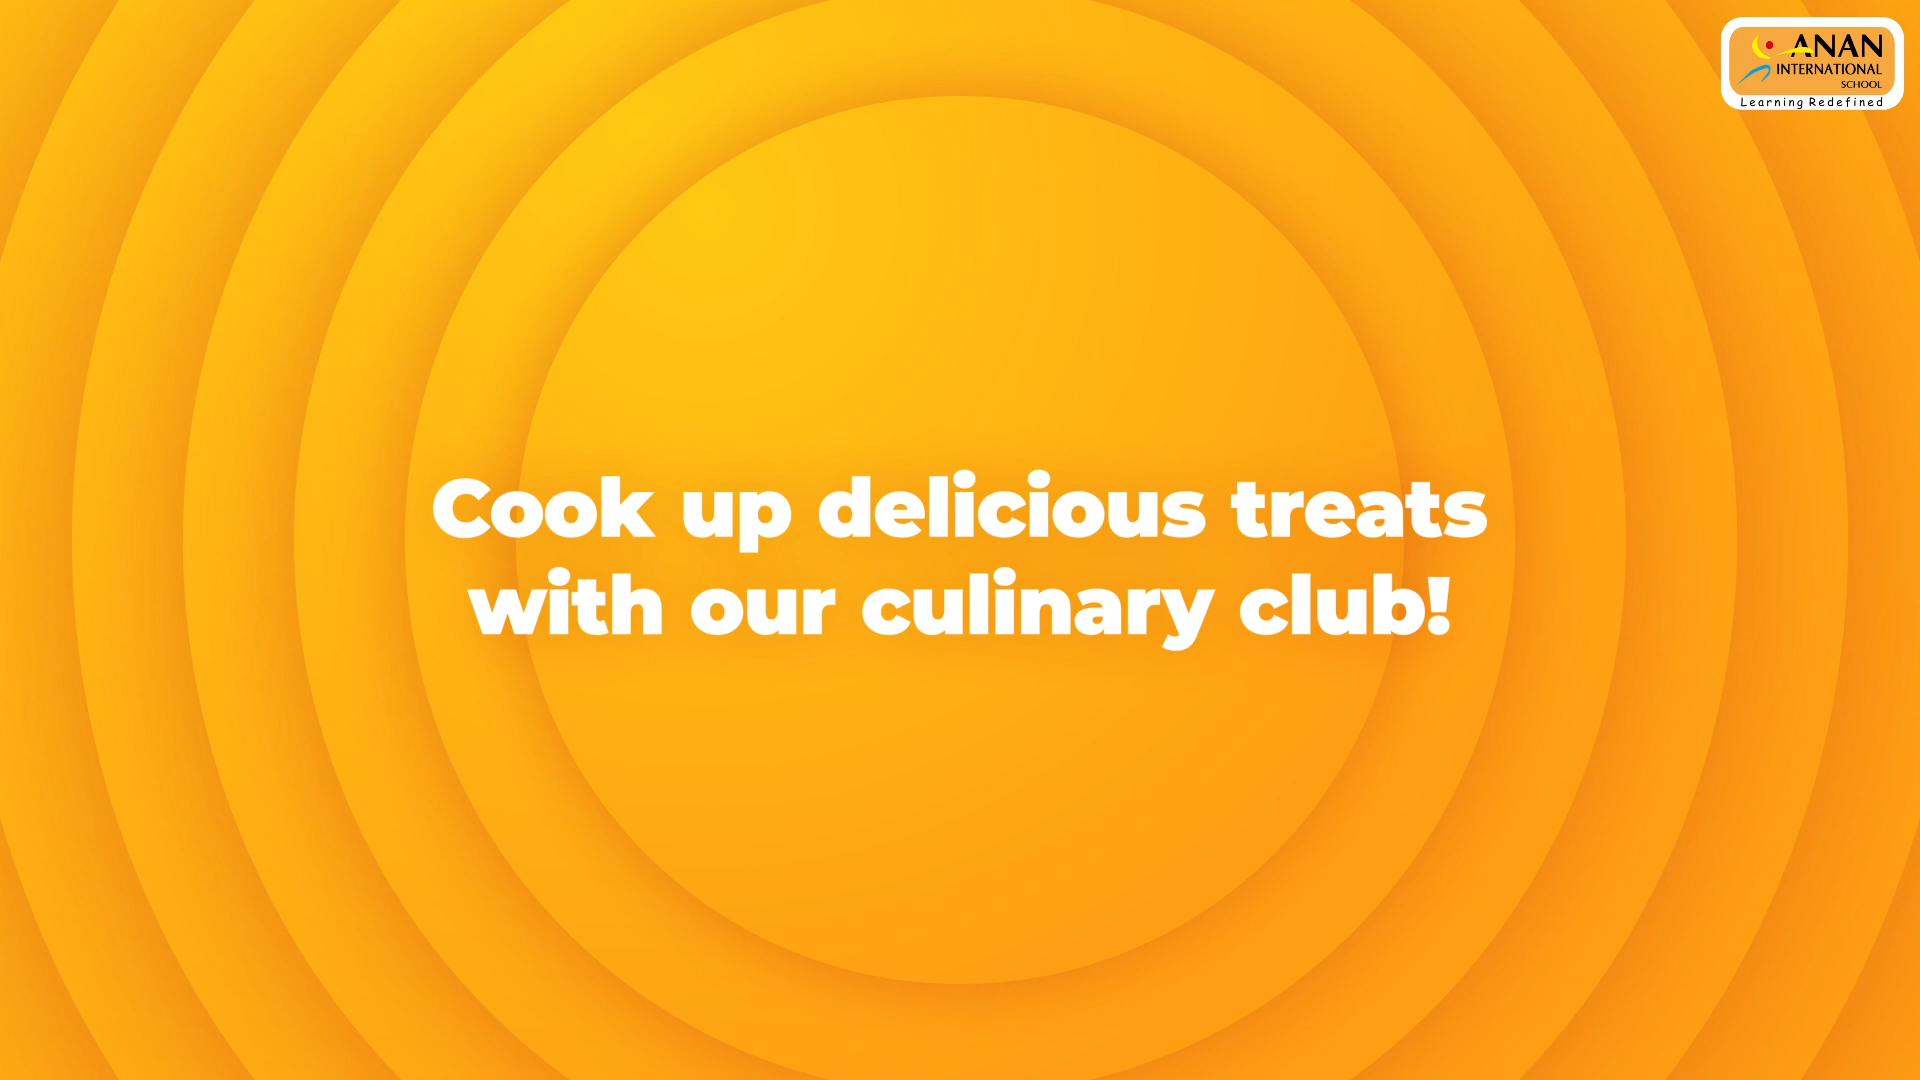 ANAN
INTERNATIONAL
SCHOOL
Learning Redefined
Cook up delicious treats
with our culinary club!